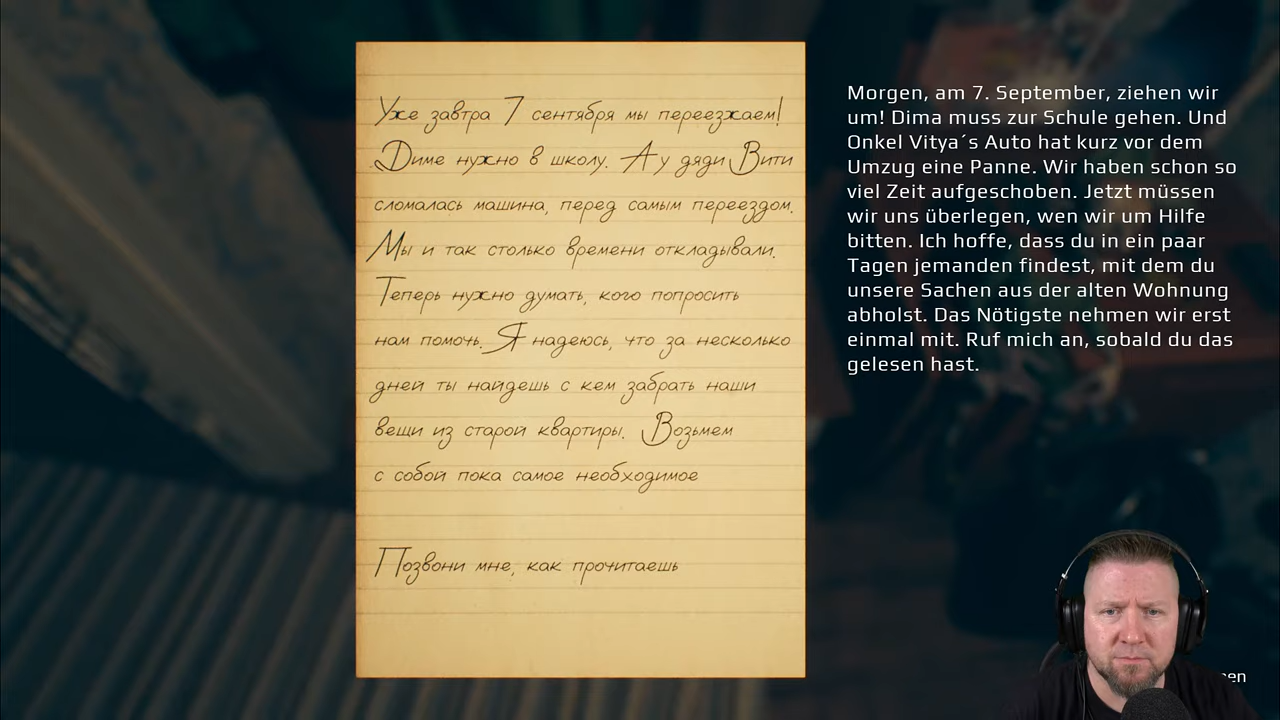 Уже завтра 7 сентября мы переезжаем!
Диме нужно в школу. А у дяди Вити
сломалась машина, перед самым переездом.
Мы и так столько времени откладывали.
Теперь нужно думать, кого попросить
нам помочь. Я надеюсь, что за несколько
дней ты найдешь с кем забрать наши
вещи из старой квартиры. Возьмем
с собой пока самое необходимое
Позвони мне, как прочитаешь
Morgen, am 7. September, ziehen wir
um! Dima muss zur Schule gehen. Und
Onkel Vitya´s Auto hat kurz vor dem
Umzug eine Panne. Wir haben schon so
viel Zeit aufgeschoben. Jetzt müssen
wir uns überlegen, wen wir um Hilfe
bitten. Ich hoffe, dass du in ein paar
Tagen jemanden findest, mit dem du
unsere Sachen aus der alten Wohnung
abholst. Das Nötigste nehmen wir erst
einmal mit. Ruf mich an, sobald du das
gelesen hast.